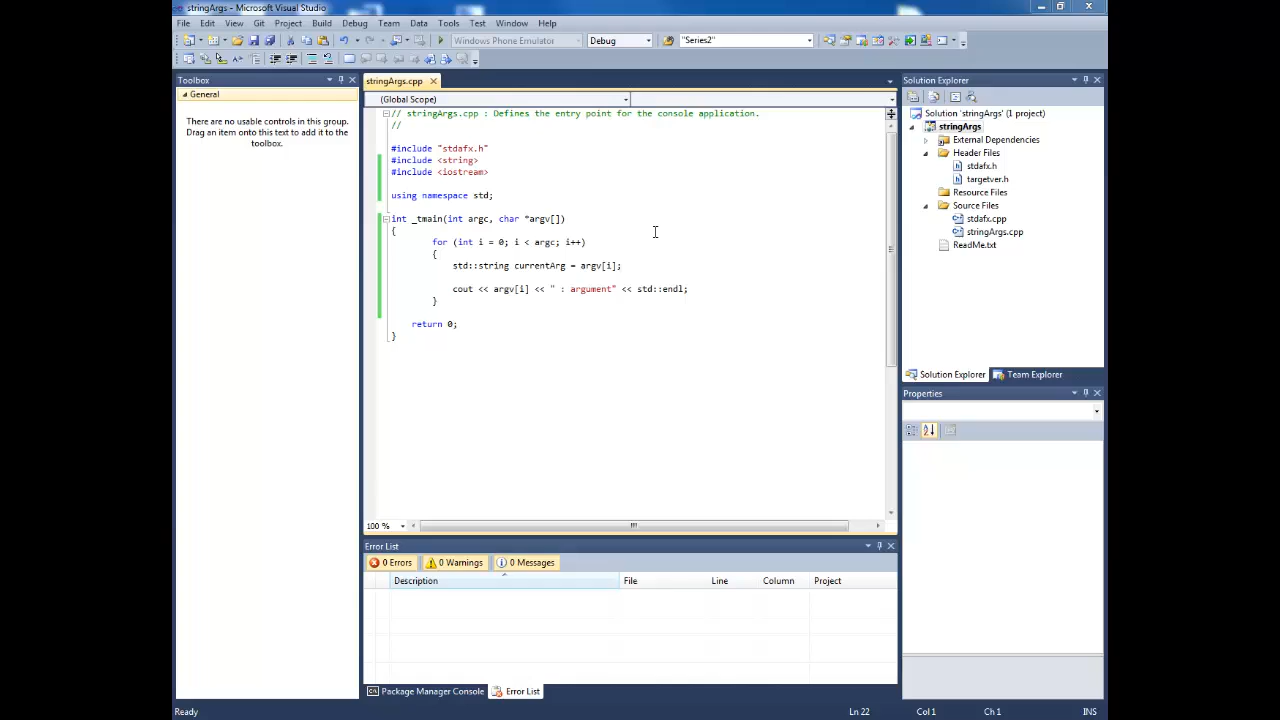 stringArgs - Microsoft Visual Studio
File Edit View Git Project Build Debug Team Data Tools Test Window Help
Windows Phone Emulator Debug "Series2"
Toolbox
General
There are no usable controls in this group.
Drag an item onto this text to add it to the
toolbox.
stringArgs.cpp
(Global Scope)
// stringArgs.cpp : Defines the entry point for the console application.
//
#include "stdafx.h"
#include <string>
#include <iostream>
using namespace std;
int _tmain(int argc, char *argv[])
{
for (int i = 0; i < argc; i++)
{
std::string currentArg = argv[i];
cout << argv[i] << " : argument" << std::endl;
}
return 0;
}
100 %
Error List
0 Errors 0 Warnings 0 Messages
Description File Line Column Project
Package Manager Console Error List
Solution Explorer
Solution 'stringArgs' (1 project)
stringArgs
External Dependencies
Header Files
stdafx.h
targetver.h
Resource Files
Source Files
stdafx.cpp
stringArgs.cpp
ReadMe.txt
Solution Explorer Team Explorer
Properties
Ready Ln 22 Col 1 Ch 1 INS